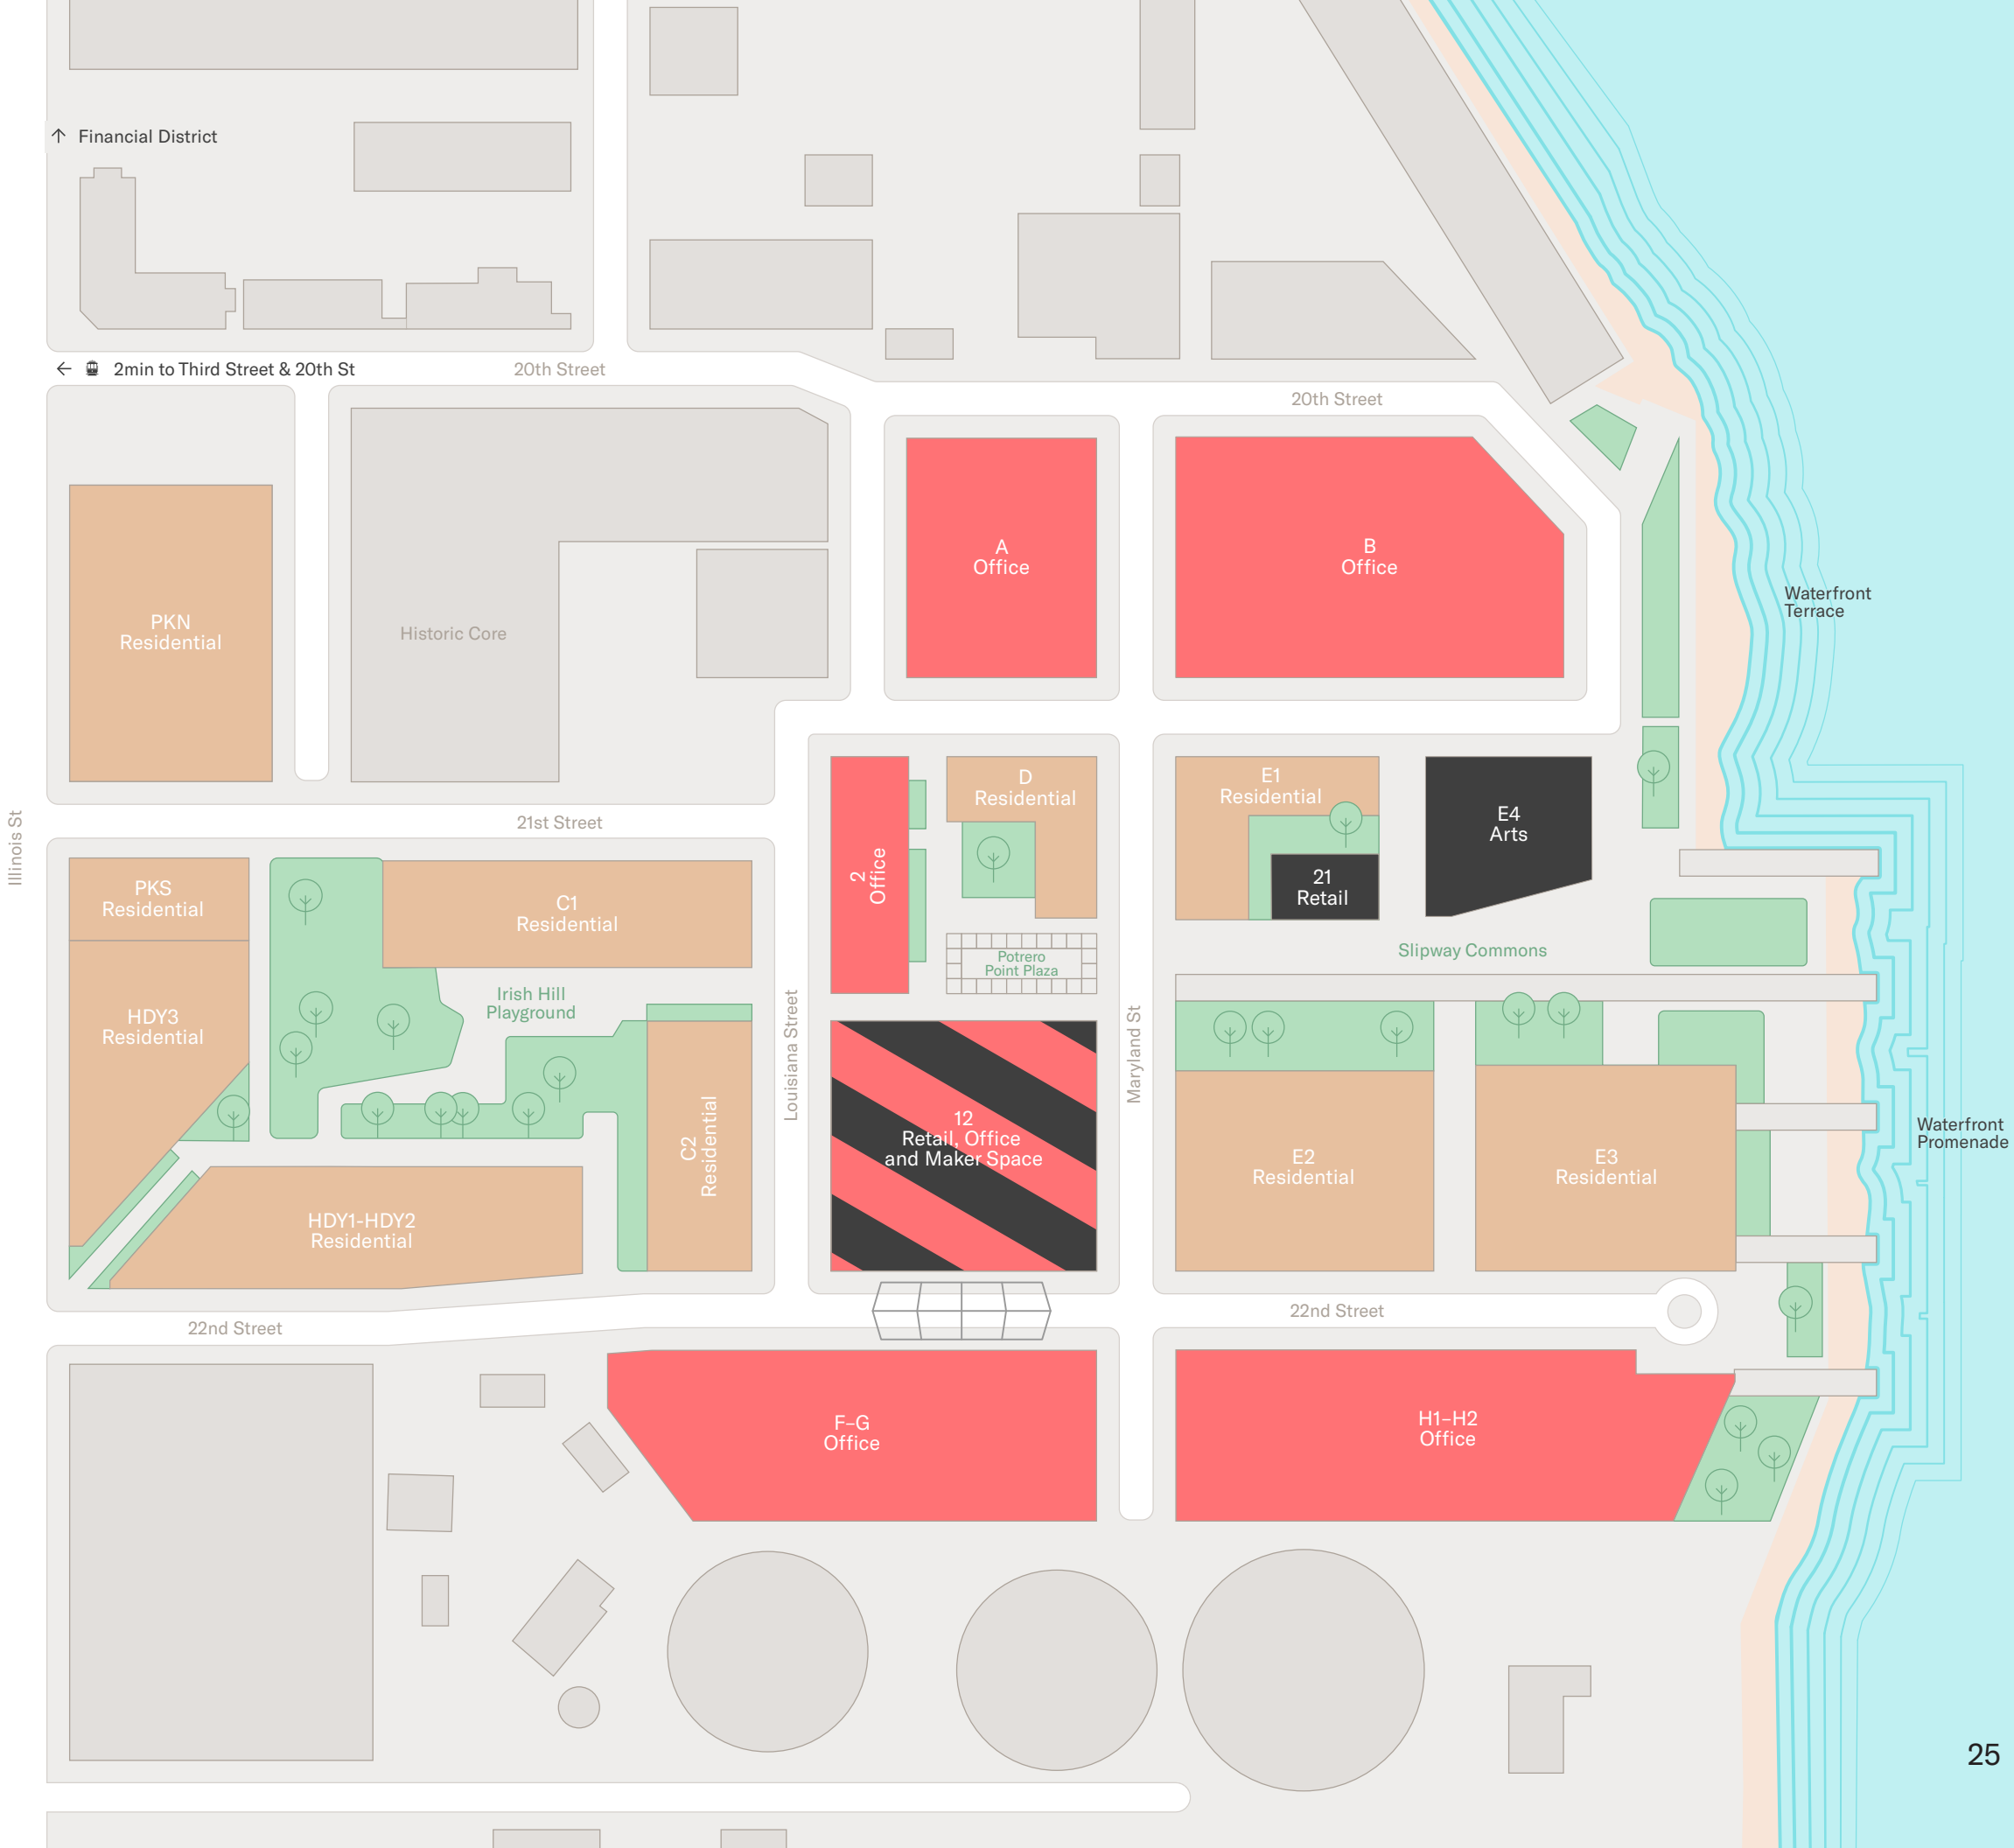 Financial District
2min to Third Street & 20th St
20th Street
20th Street
A
Office
B
Office
PKN
Residential
Historic Core
Waterfront
Terrace
Illinois St
21st Street
2
Office
D
Residential
E1
Residential
21
Retail
E4
Arts
PKS
Residential
C1
Residential
Slipway Commons
Potrero
Point Plaza
Irish Hill
Playground
HDY3
Residential
Louisiana Street
Maryland St
12
Retail, Office
and Maker Space
C2
Residential
E2
Residential
E3
Residential
Waterfront
Promenade
HDY1-HDY2
Residential
22nd Street
22nd Street
F–G
Office
H1–H2
Office
25